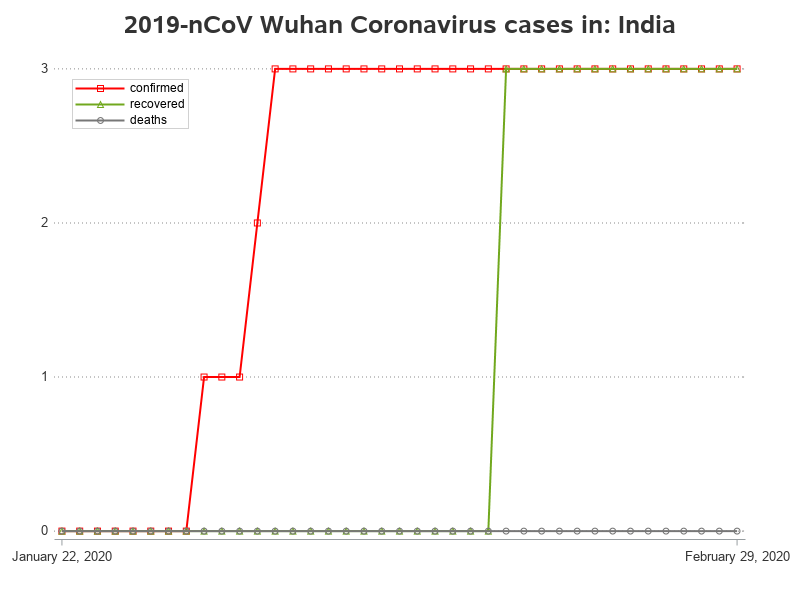 2019-nCoV Wuhan Coronavirus cases in: India
3
confirmed
recovered
deaths
2
1
0
January 22, 2020
February 29, 2020